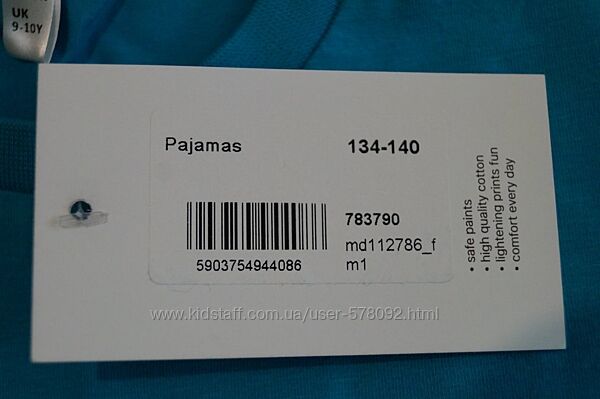 UK
9-10Y
Pajamas
134-140
783790
md112786_f
m1
5903754944086
• safe paints
• high quality cotton
• lightening prints fun
• comfort every day
www.kidstaff.com.ua/user-578092.html